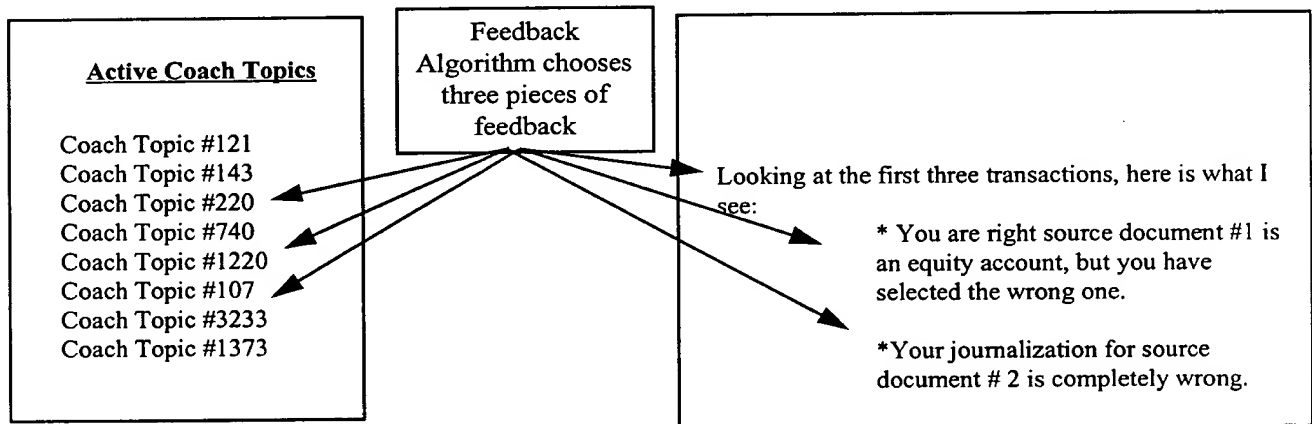 Active Coach Topics
Coach Topic #121
Coach Topic #143
Coach Topic #220
Coach Topic #740
Coach Topic #1220
Coach Topic #107
Coach Topic #3233
Coach Topic #1373
Feedback
Algorithm chooses
three pieces of
feedback
Looking at the first three transactions, here is what I
see:
* You are right source document #1 is
an equity account, but you have
selected the wrong one.
*Your journalization for source
document # 2 is completely wrong.